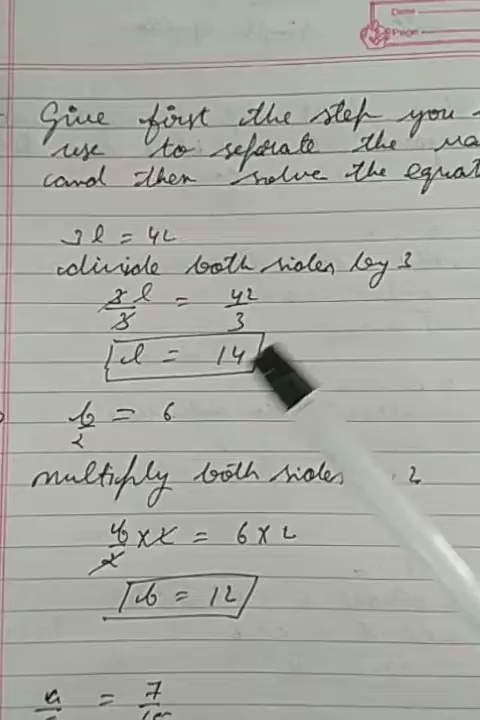 Date
Page
Give first the step you
use to seprate the va
and then solve the equat
3l = 42
divide both sides by 3
3l/3 = 42/3
l = 14
b/2 = 6
multiply both sides 2
b/2 x 2 = 6 x 2
b = 12
= 7